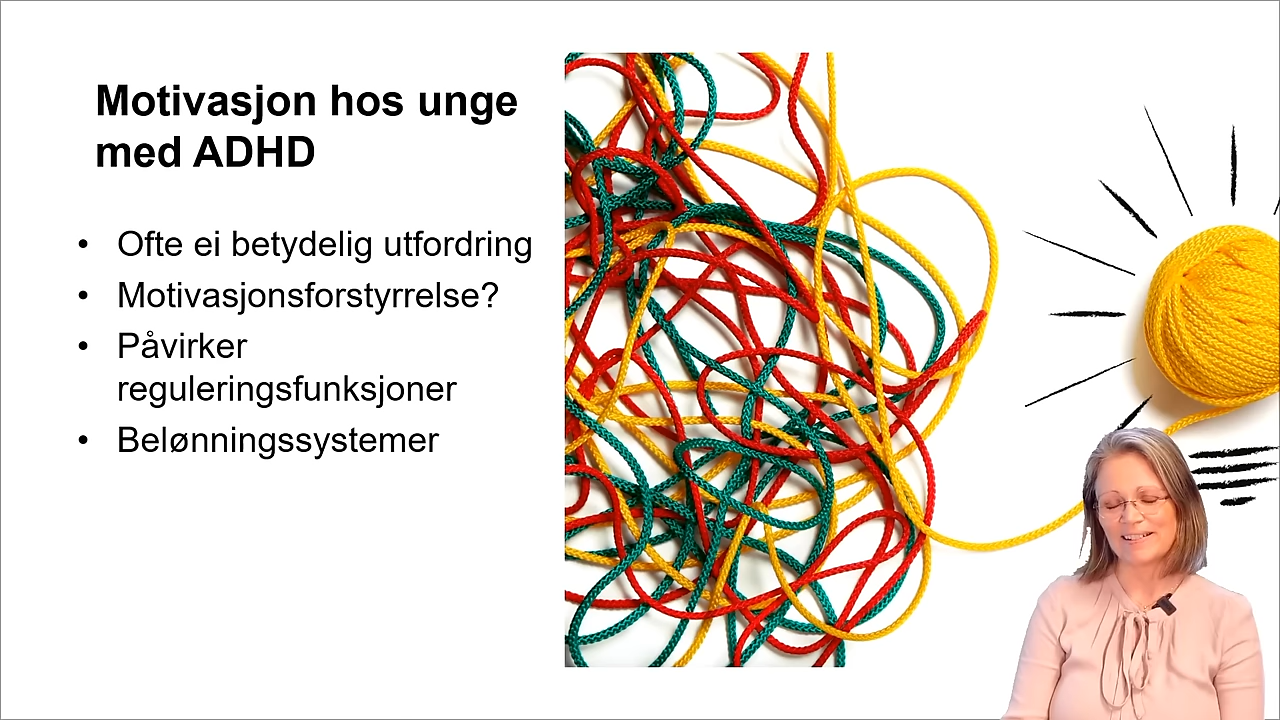 Motivasjon hos unge
med ADHD
• Ofte ei betydelig utfordring
• Motivasjonsforstyrrelse?
• Påvirker
reguleringsfunksjoner
• Belønningssystemer